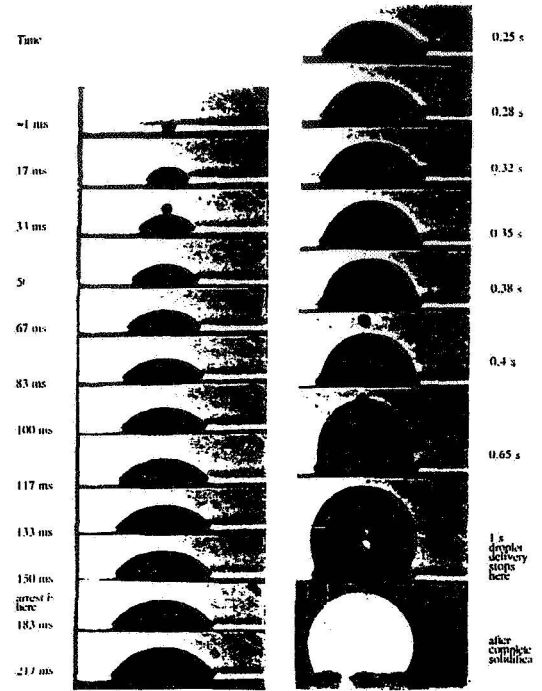 Time
~1 ms
17 ms
33 ms
50
67 ms
83 ms
100 ms
117 ms
133 ms
150 ms
arrest is
here
183 ms
217 ms
0.25 s
0.28 s
0.32 s
0.35 s
0.38 s
0.4 s
0.65 s
1 s
droplet
delivery
stops
here
after
complete
solidifica